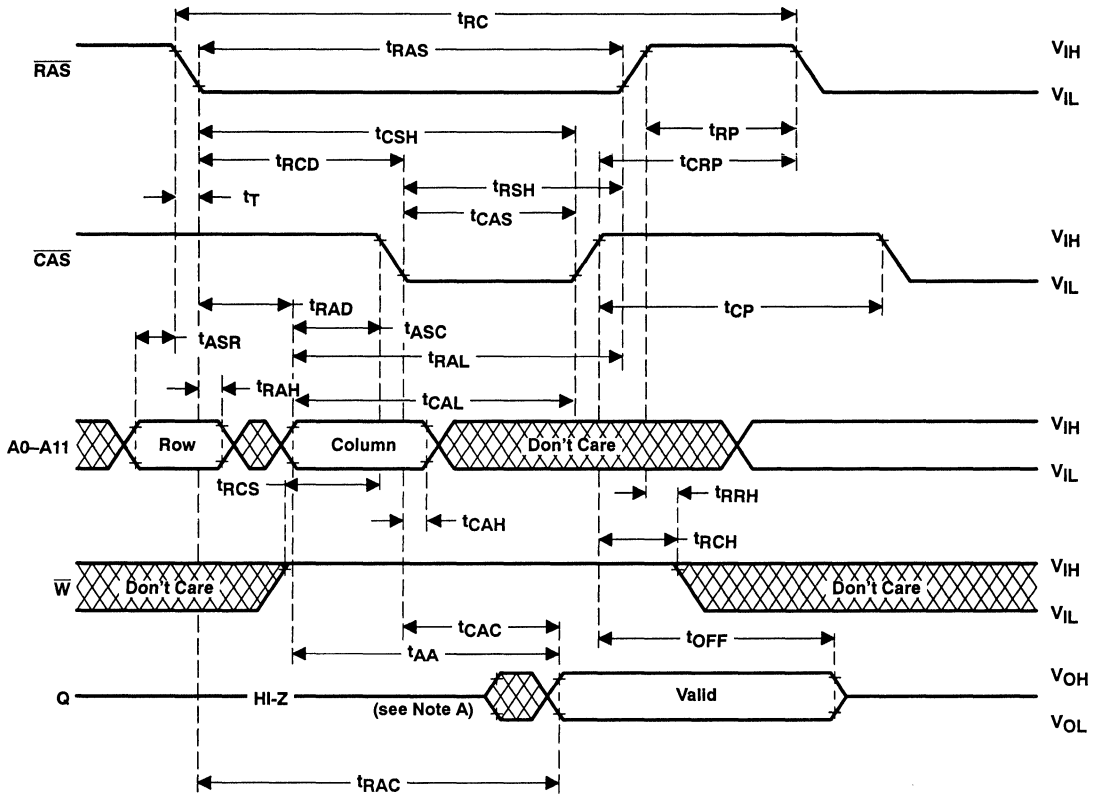 tRC
tRAS
RAS
VIH
VIL
tCSH
tRP
tRCD
tCRP
tRSH
tT
tCAS
CAS
VIH
VIL
tRAD
tCP
tASC
tASR
tRAL
tRAH
tCAL
A0–A11
Row
Column
Don't Care
VIH
VIL
tRCS
tRRH
tCAH
tRCH
W
Don't Care
Don't Care
VIH
VIL
tCAC
tOFF
tAA
Q
HI-Z
(see Note A)
Valid
VOH
VOL
tRAC